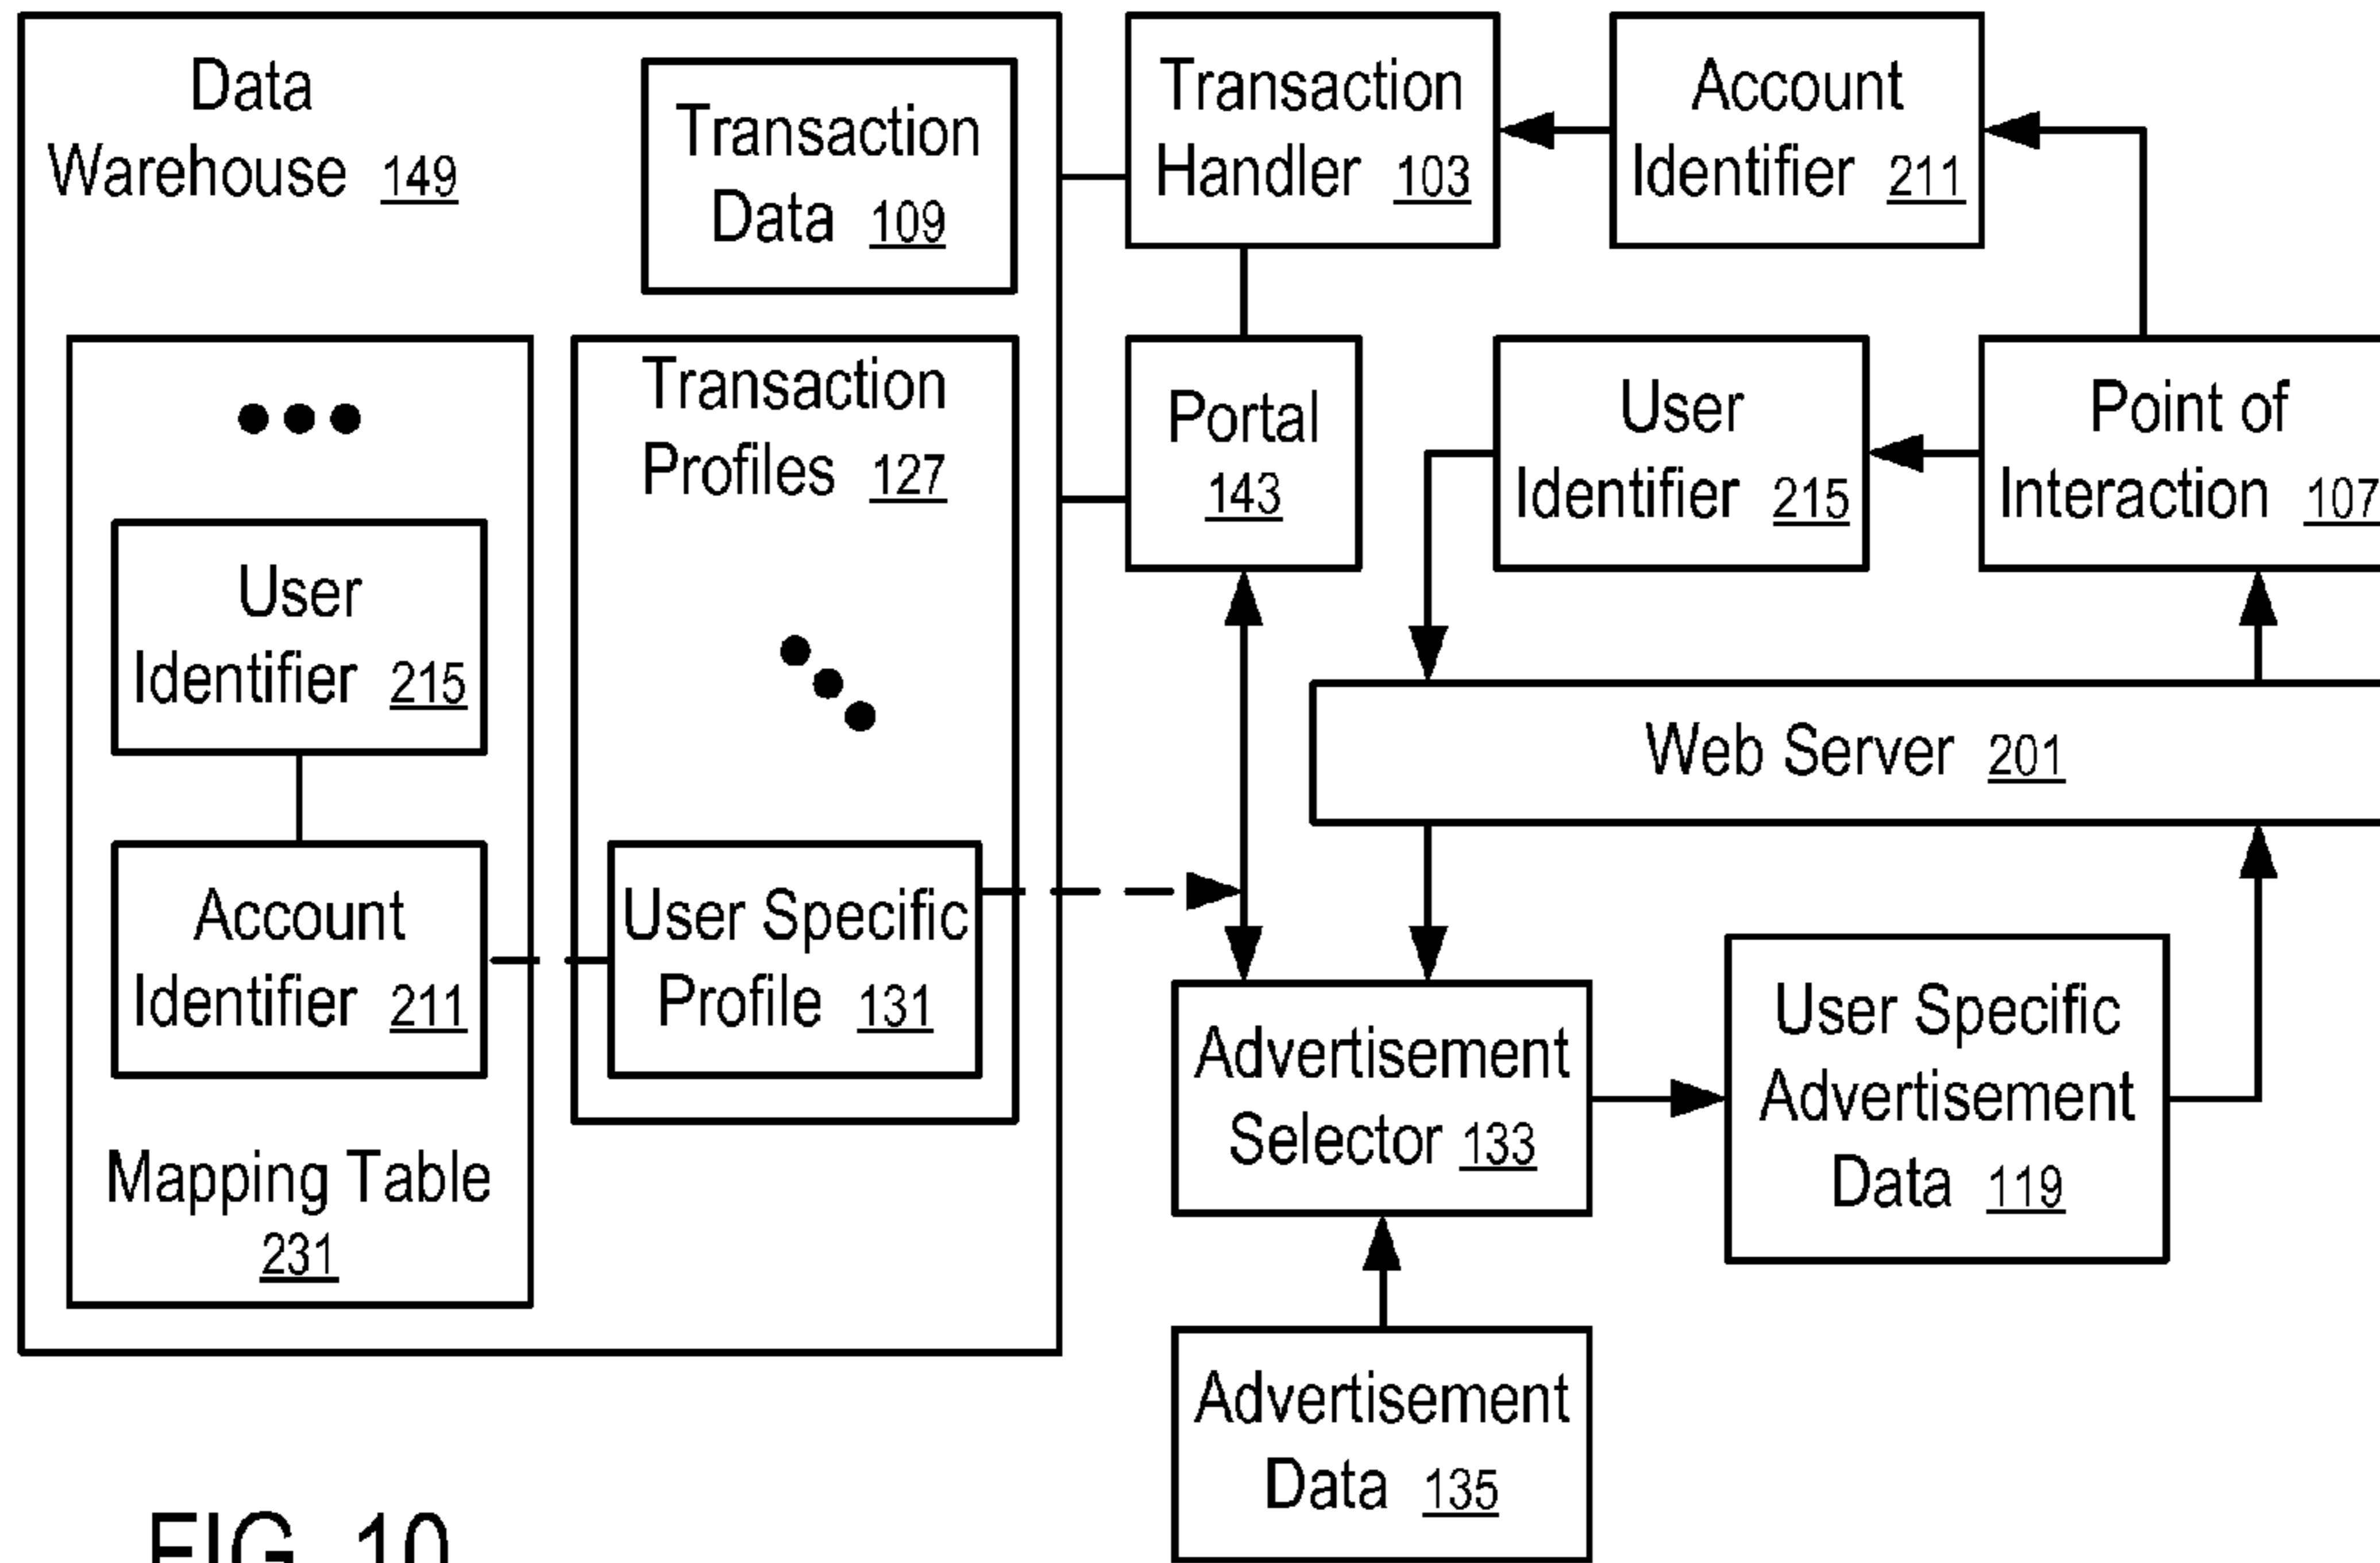 Data
Warehouse 149
Transaction
Data 109
Transaction
Handler 103
Account
Identifier 211
Transaction
Profiles 127
Portal
143
User
Identifier 215
Point of
Interaction 107
User
Identifier 215
Web Server 201
Account
Identifier 211
User Specific
Profile 131
Mapping Table
231
Advertisement
Selector 133
User Specific
Advertisement
Data 119
Advertisement
Data 135
FIG. 10